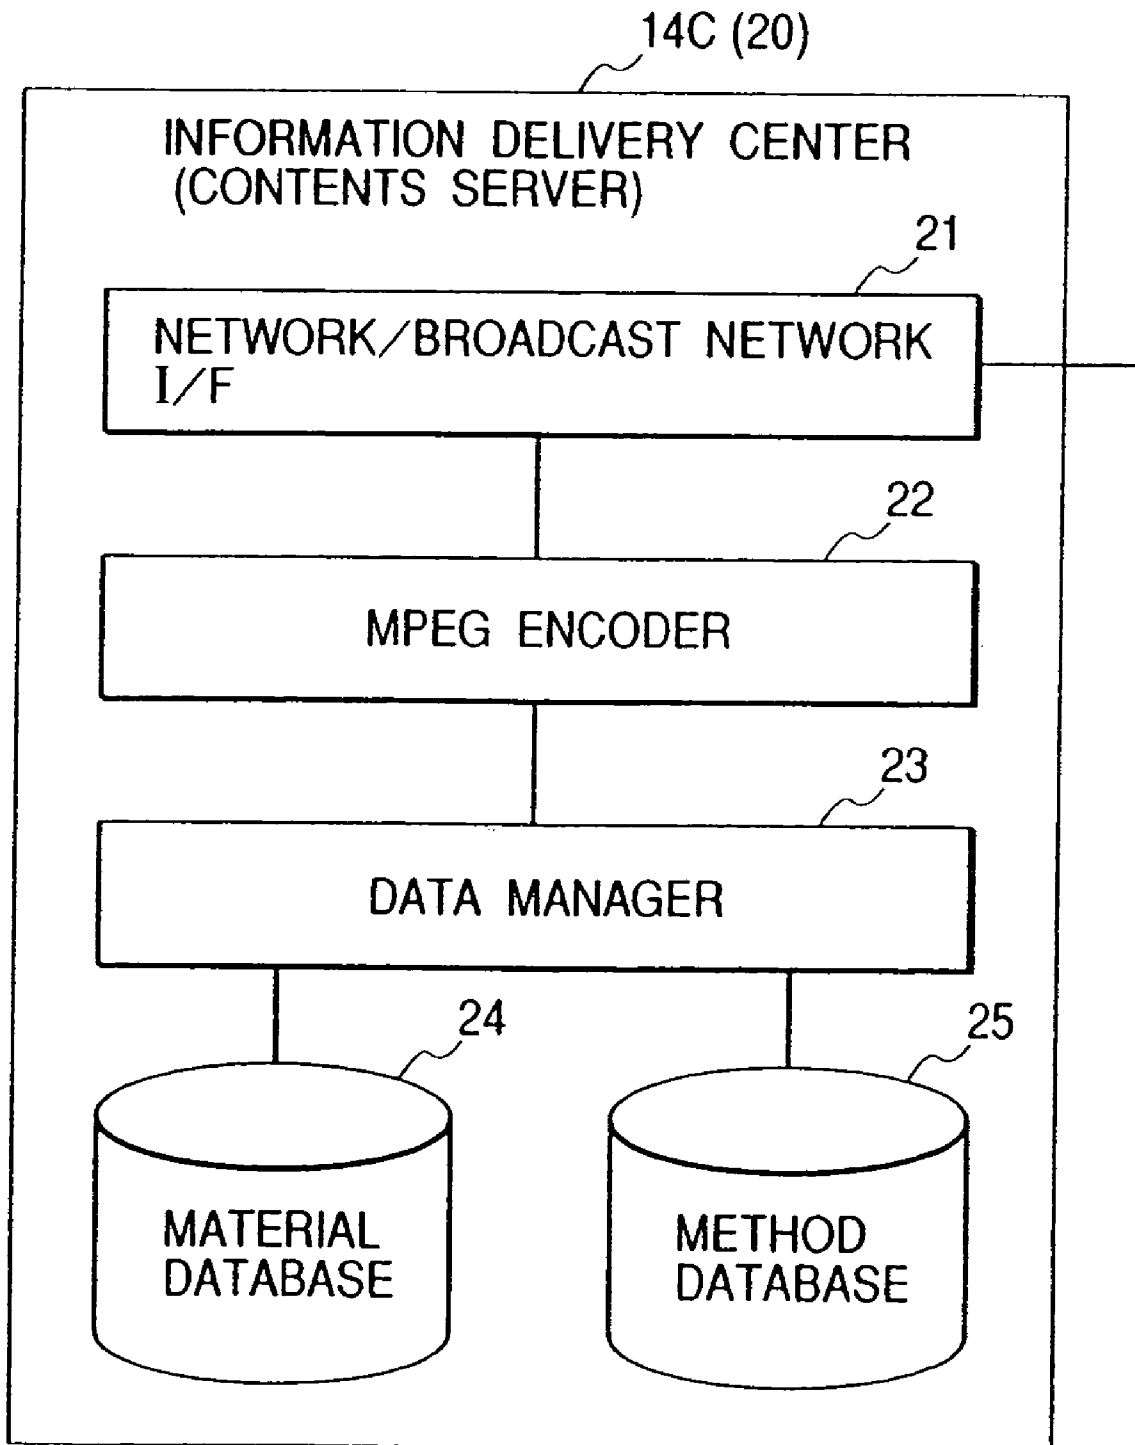 14C (20)
INFORMATION DELIVERY CENTER
(CONTENTS SERVER)
21
NETWORK/BROADCAST NETWORK
I/F
22
MPEG ENCODER
23
DATA MANAGER
24
25
MATERIAL
DATABASE
METHOD
DATABASE